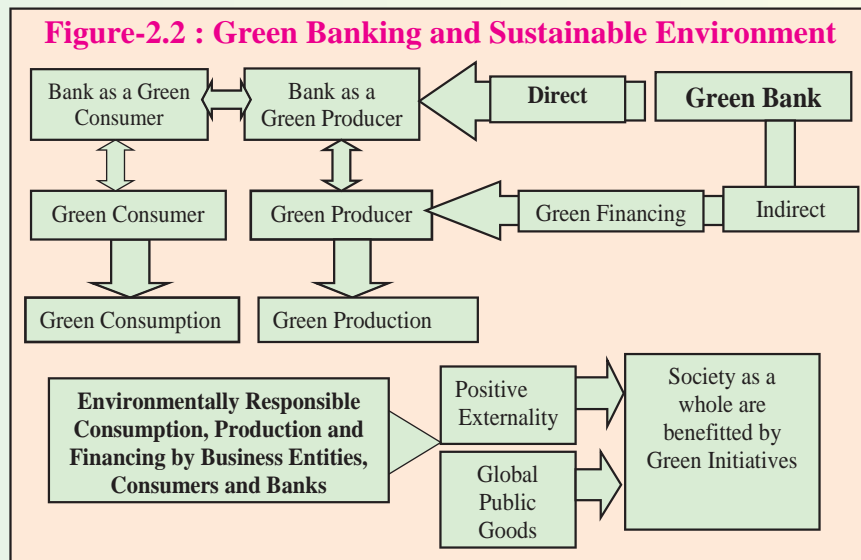 Figure-2.2 : Green Banking and Sustainable Environment
Bank as a Green
Consumer
Bank as a
Green Producer
Direct
Green Bank
Green Consumer
Green Producer
Green Financing
Indirect
Green Consumption
Green Production
Environmentally Responsible
Consumption, Production and
Financing by Business Entities,
Consumers and Banks
Positive
Externality
Global
Public
Goods
Society as a
whole are
benefitted by
Green Initiatives